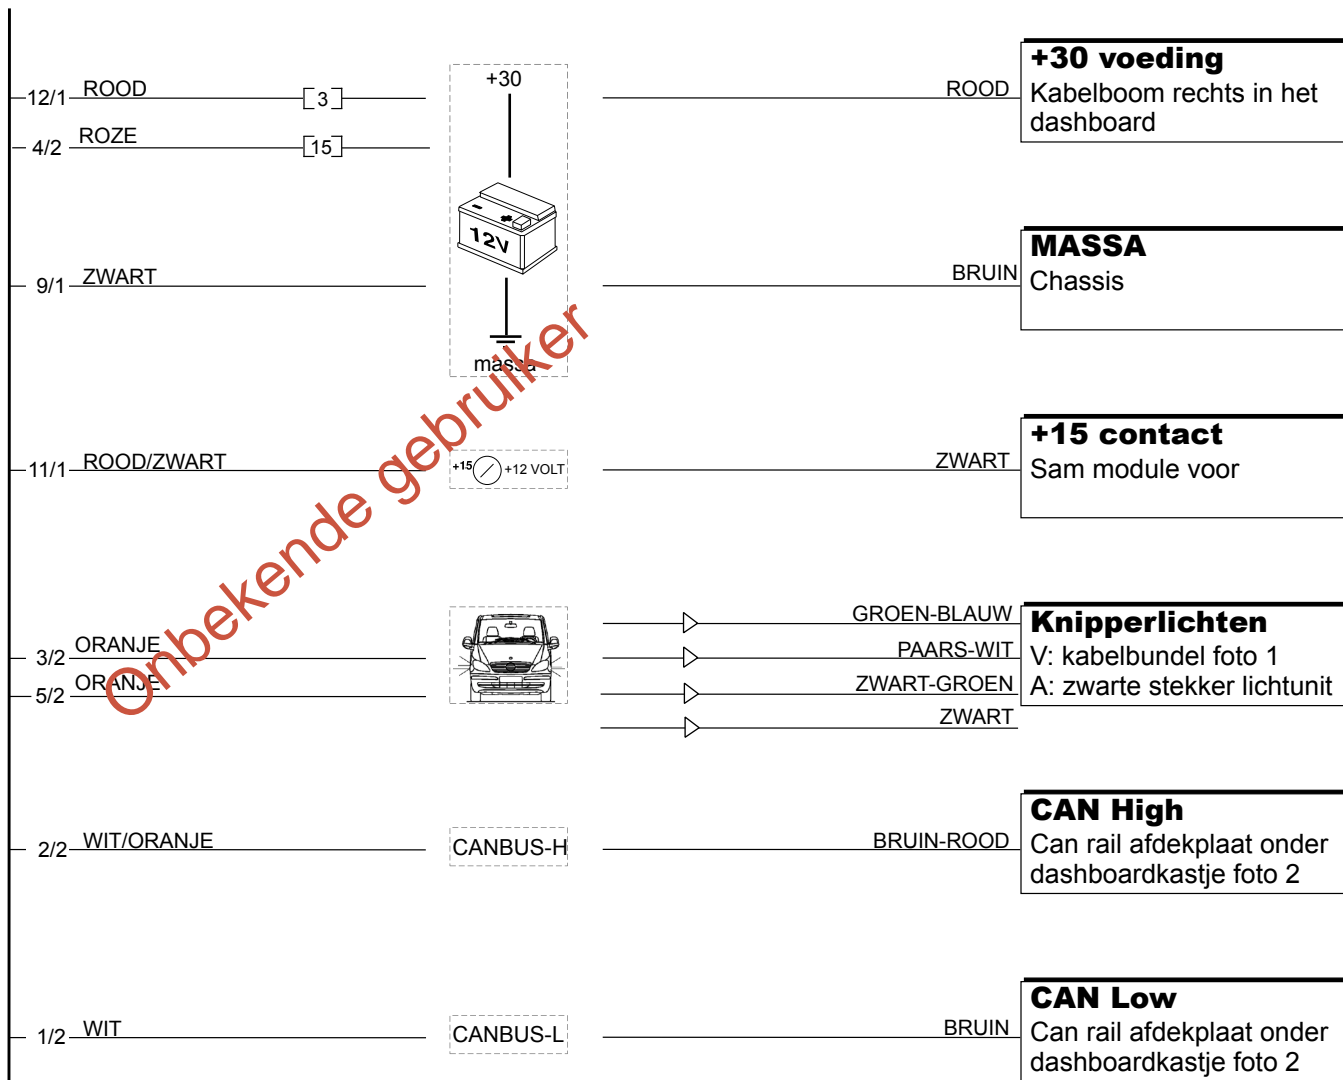 12/1 ROOD [3] +30 ROOD
+30 voeding
Kabelboom rechts in het
dashboard
4/2 ROZE [15]
12V
9/1 ZWART BRUIN
MASSA
Chassis
massa
11/1 ROOD/ZWART +15 +12 VOLT ZWART
+15 contact
Sam module voor
GROEN-BLAUW
3/2 ORANJE PAARS-WIT
5/2 ORANJE ZWART-GROEN
ZWART
Knipperlichten
V: kabelbundel foto 1
A: zwarte stekker lichtunit
2/2 WIT/ORANJE CANBUS-H BRUIN-ROOD
CAN High
Can rail afdekplaat onder
dashboardkastje foto 2
1/2 WIT CANBUS-L BRUIN
CAN Low
Can rail afdekplaat onder
dashboardkastje foto 2
Onbekende gebruiker